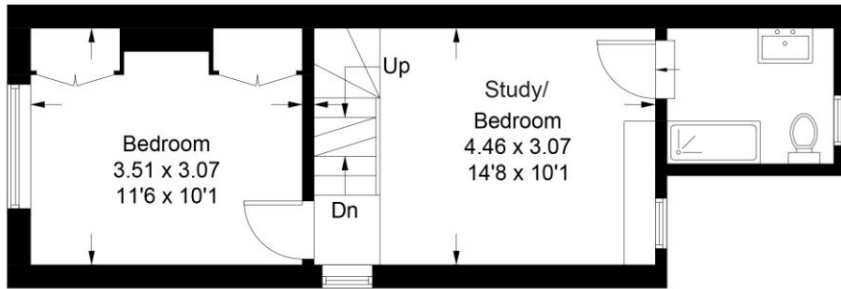 Bedroom
3.51 x 3.07
11'6 x 10'1
Up
Dn
Study/
Bedroom
4.46 x 3.07
14'8 x 10'1